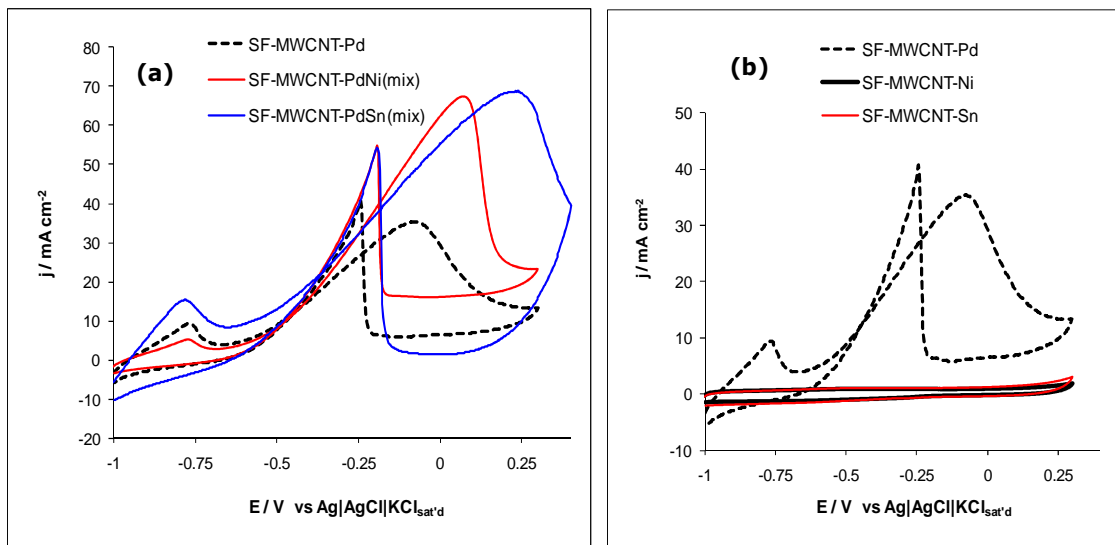 (a)
SF-MWCNT-Pd
SF-MWCNT-PdNi(mix)
SF-MWCNT-PdSn(mix)
80
70
60
50
40
30
20
10
0
-10
-20
j / mA cm-2
-1
-0.75
-0.5
-0.25
0
0.25
E / V vs Ag|AgCl|KClsat'd
(b)
SF-MWCNT-Pd
SF-MWCNT-Ni
SF-MWCNT-Sn
50
40
30
20
10
0
-10
j / mA cm-2
-1
-0.75
-0.5
-0.25
0
0.25
E / V vs Ag|AgCl|KClsat'd